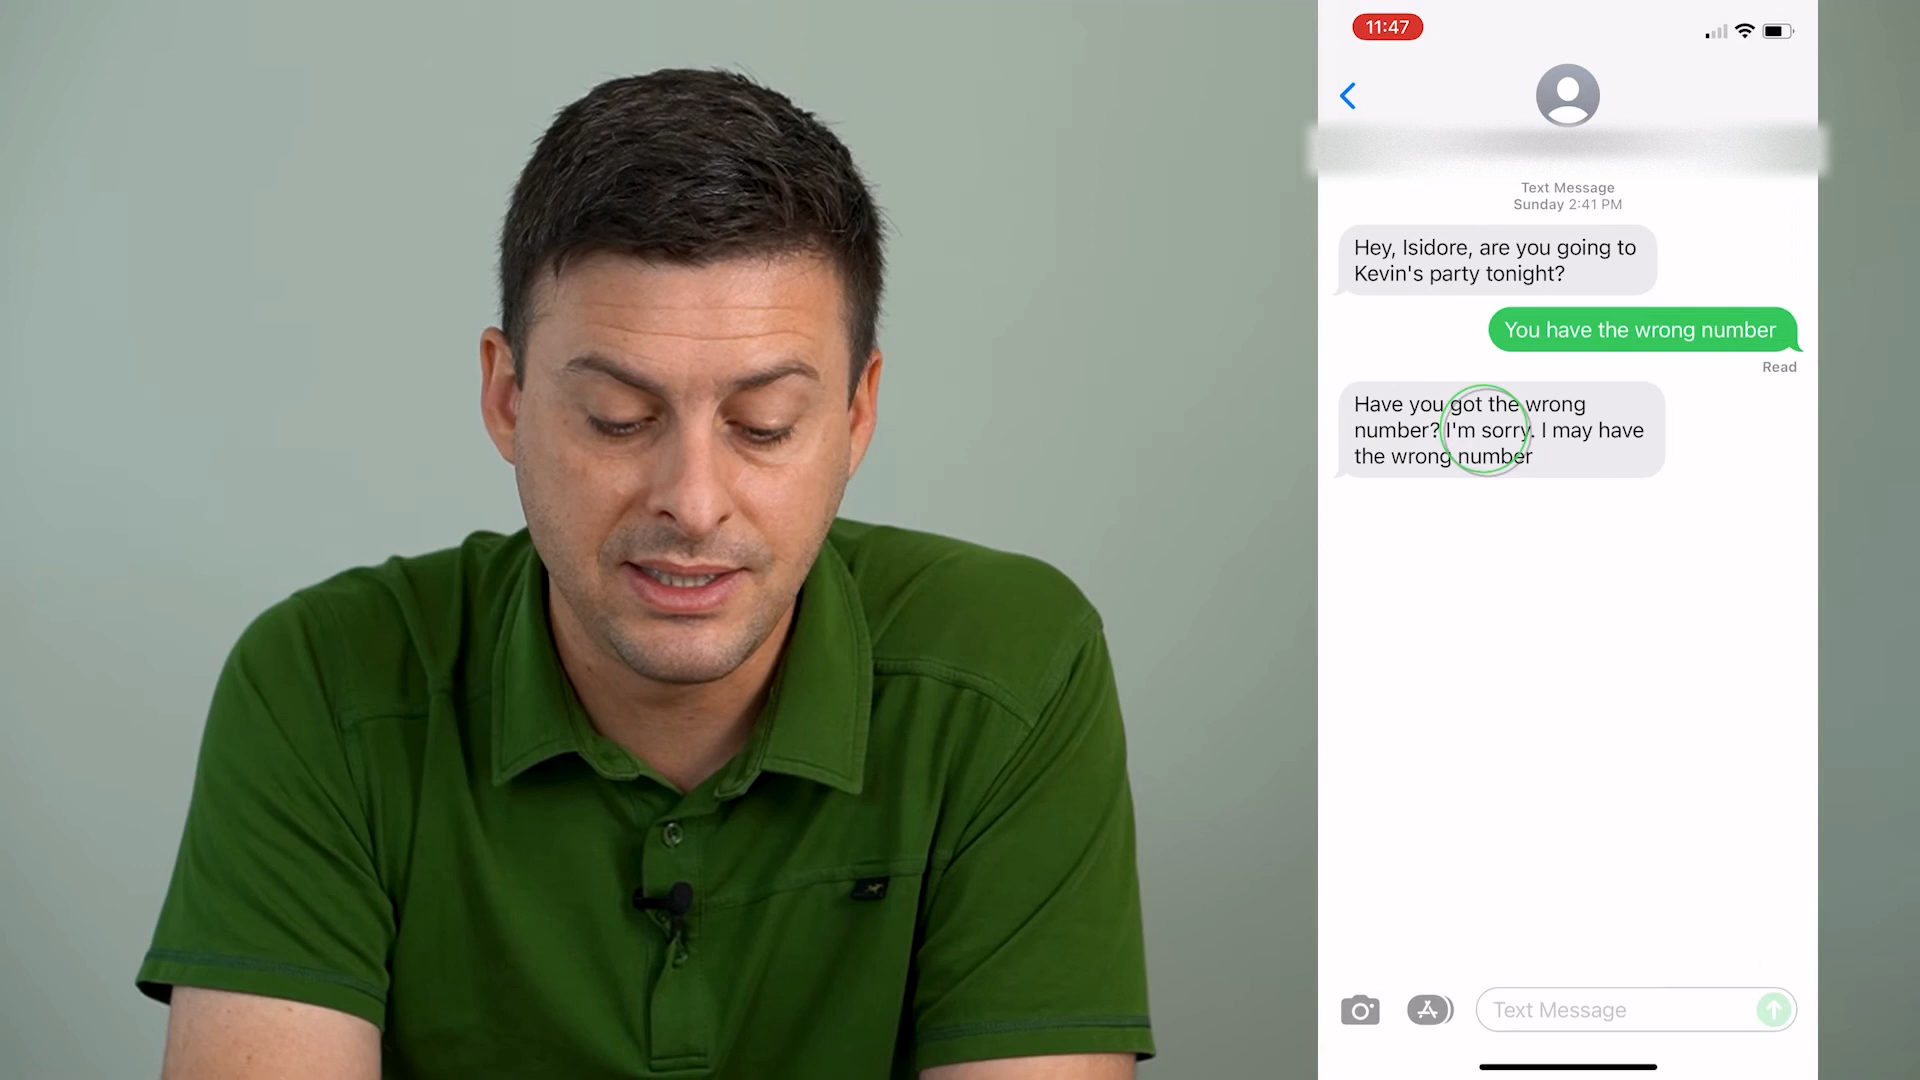 11:47
Text Message
Sunday 2:41 PM
Hey, Isidore, are you going to
Kevin's party tonight?
You have the wrong number
Read
Have you got the wrong
number? I'm sorry. I may have
the wrong number
Text Message